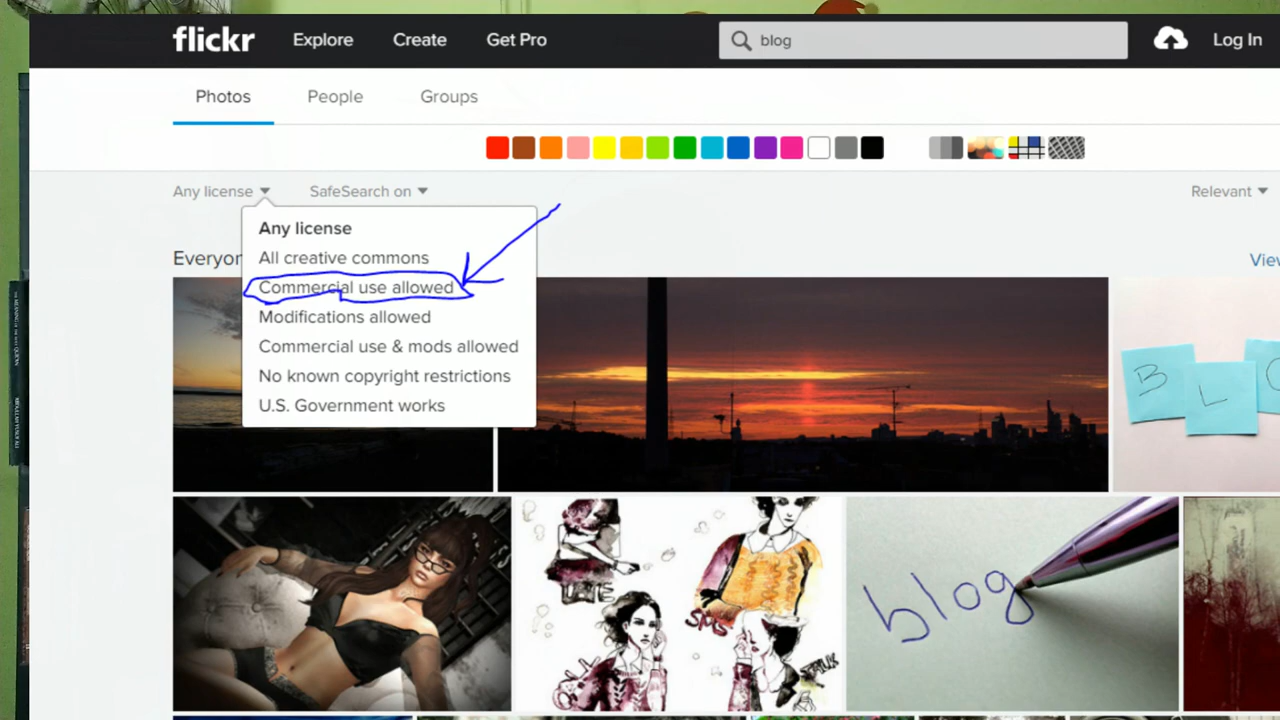 flickr Explore Create Get Pro blog Log In
Photos People Groups
Any license SafeSearch on Relevant
Any license
All creative commons
Commercial use allowed
Modifications allowed
Commercial use & mods allowed
No known copyright restrictions
U.S. Government works
Everyon
View
B L O
blog